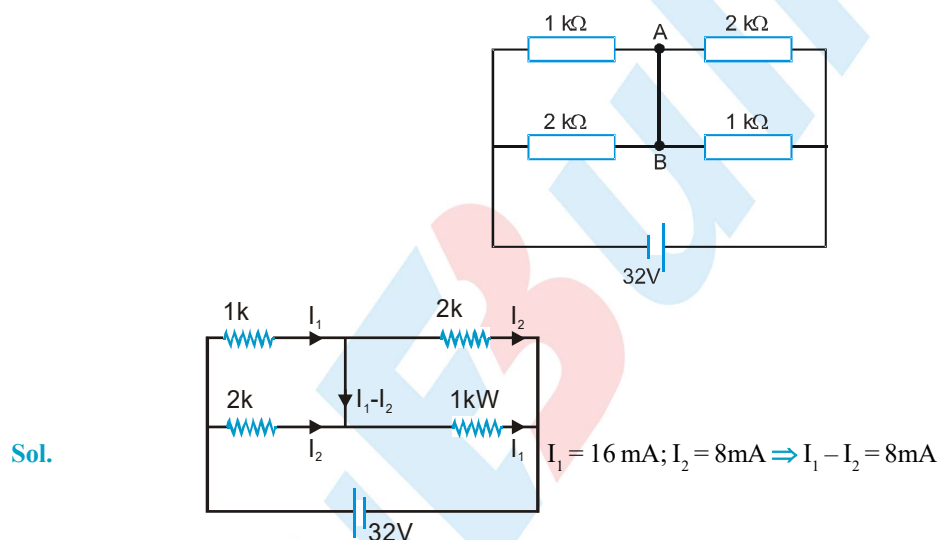 1 kΩ A 2 kΩ
2 kΩ 1 kΩ
B
32V
1k I₁ 2k I₂
2k I₁-I₂ 1kW
I₂ I₁
Sol. I₁ = 16 mA; I₂ = 8mA ⇒ I₁ – I₂ = 8mA
32V